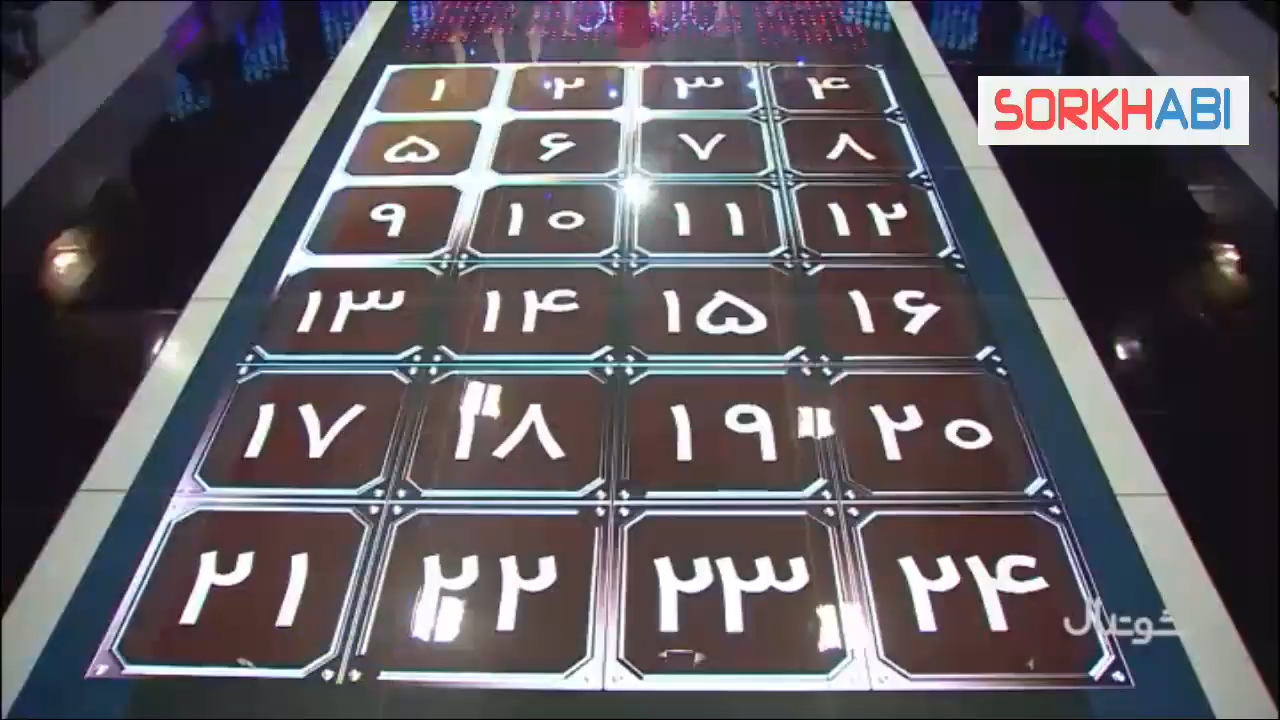 SORKHABI
۱ ۲ ۳ ۴
۵ ۶ ۷ ۸
۹ ۱۰ ۱۱ ۱۲
۱۳ ۱۴ ۱۵ ۱۶
۱۷ ۱۸ ۱۹ ۲۰
۲۱ ۲۲ ۲۳ ۲۴